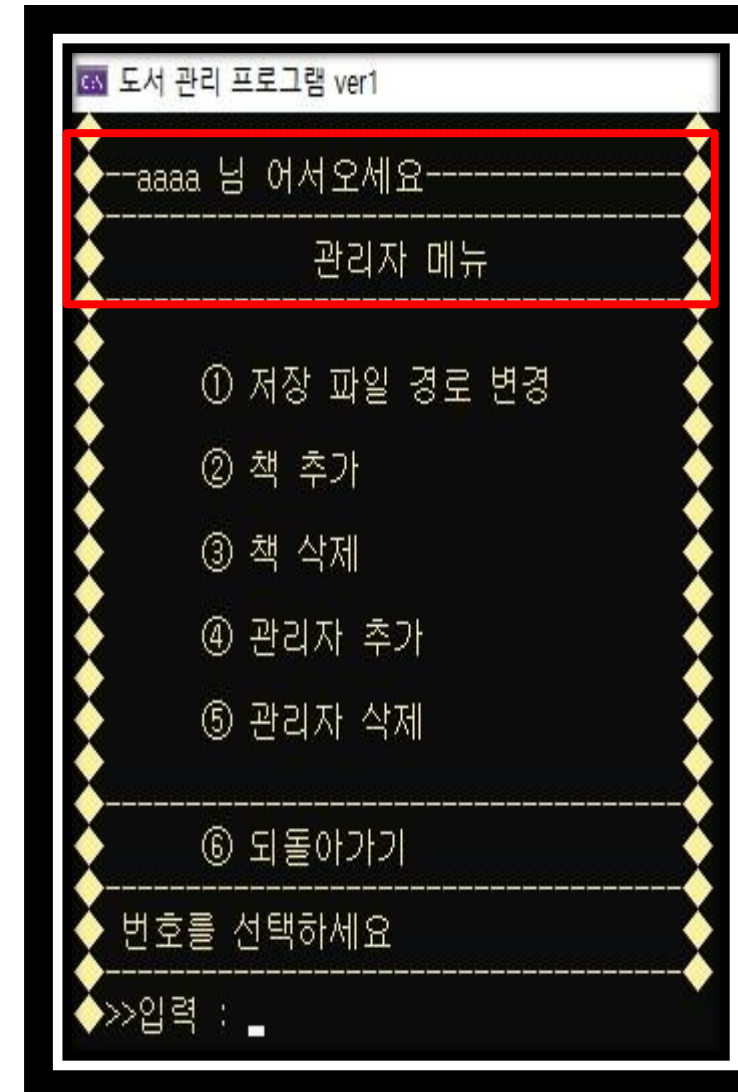 도서 관리 프로그램 ver1
--aaaa 님 어서오세요----------------
관리자 메뉴
① 저장 파일 경로 변경
② 책 추가
③ 책 삭제
④ 관리자 추가
⑤ 관리자 삭제
⑥ 되돌아가기
번호를 선택하세요
>>입력 : _